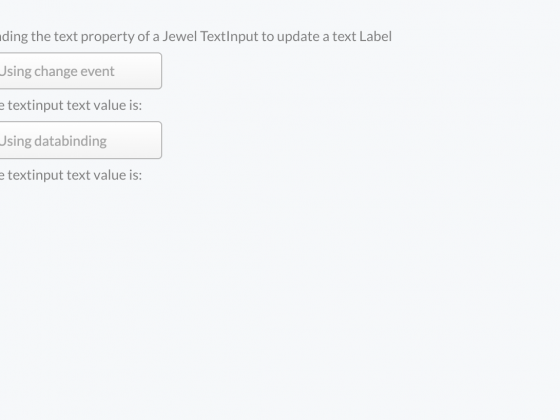 ding the text property of a Jewel TextInput to update a text Label
Using change event
e textinput text value is:
Using databinding
e textinput text value is: